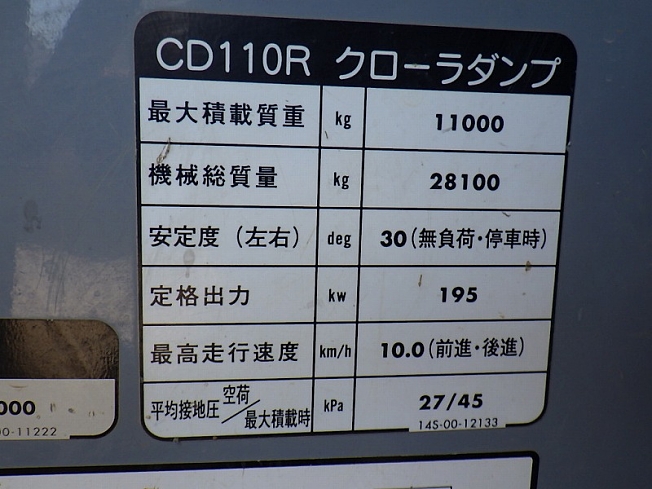 CD110R クローラダンプ
最大積載質量 kg 11000
機械総質量 kg 28100
安定度 (左右) deg 30(無負荷・停車時)
定格出力 kw 195
最高走行速度 km/h 10.0(前進・後進)
平均接地圧 空荷/最大積載時 kPa 27/45
145-00-12133
000
00-11222